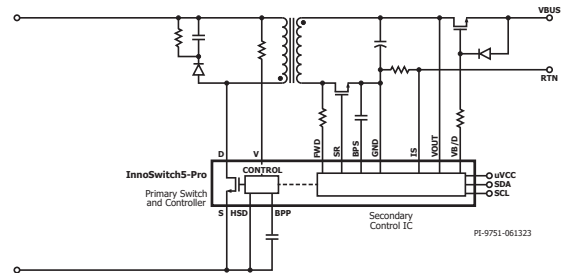 VBUS
RTN
D
V
FWD
SR
BPS
GND
IS
VOUT
VB/D
InnoSwitch5-Pro
CONTROL
Primary Switch
and Controller
uVCC
SDA
SCL
S
HSD
BPP
Secondary
Control IC
PI-9751-061323